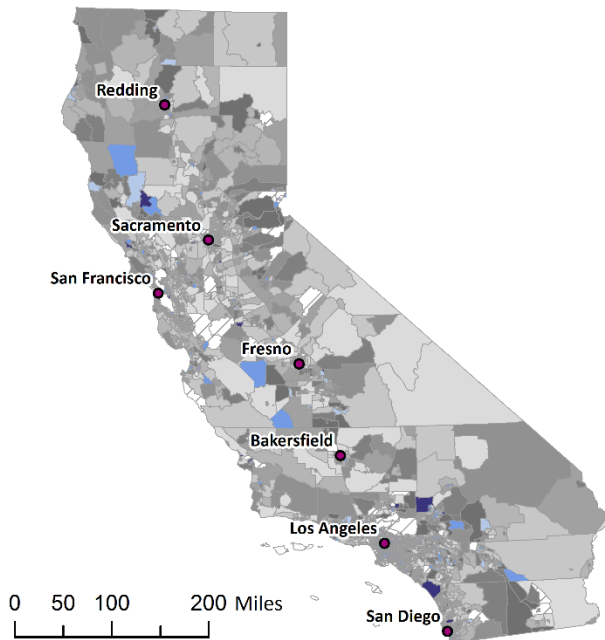 Redding
Sacramento
San Francisco
Fresno
Bakersfield
Los Angeles
San Diego
0 50 100 200 Miles